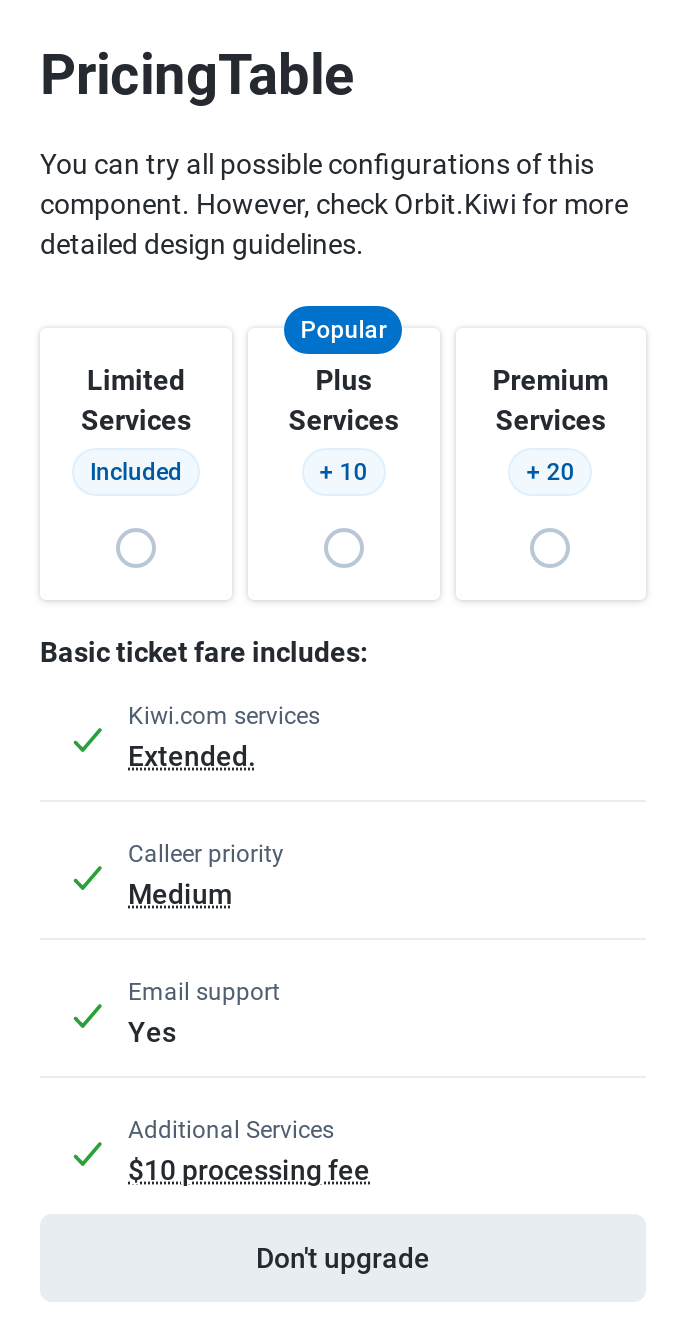 PricingTable
You can try all possible configurations of this
component. However, check Orbit.Kiwi for more
detailed design guidelines.
Limited
Services
Included
Popular
Plus
Services
+ 10
Premium
Services
+ 20
Basic ticket fare includes:
Kiwi.com services
Extended.
Calleer priority
Medium
Email support
Yes
Additional Services
$10 processing fee
Don't upgrade